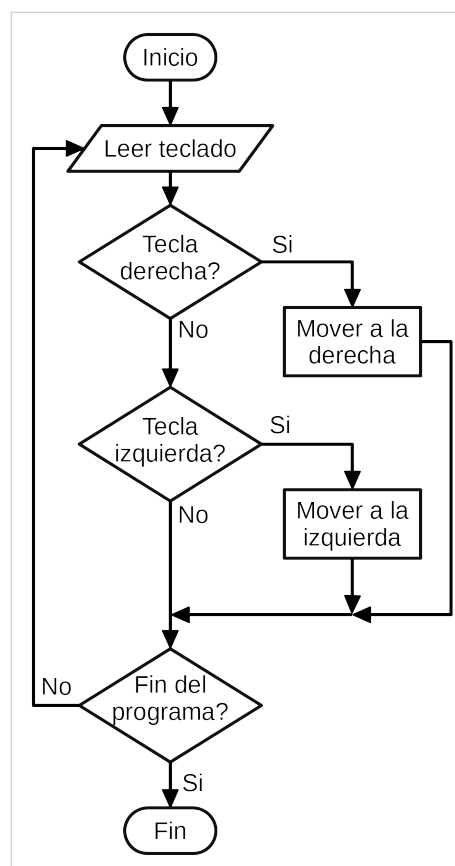 Inicio
Leer teclado
Tecla
derecha?
Si
Mover a la
derecha
No
Tecla
izquierda?
Si
Mover a la
izquierda
No
Fin del
programa?
No
Si
Fin